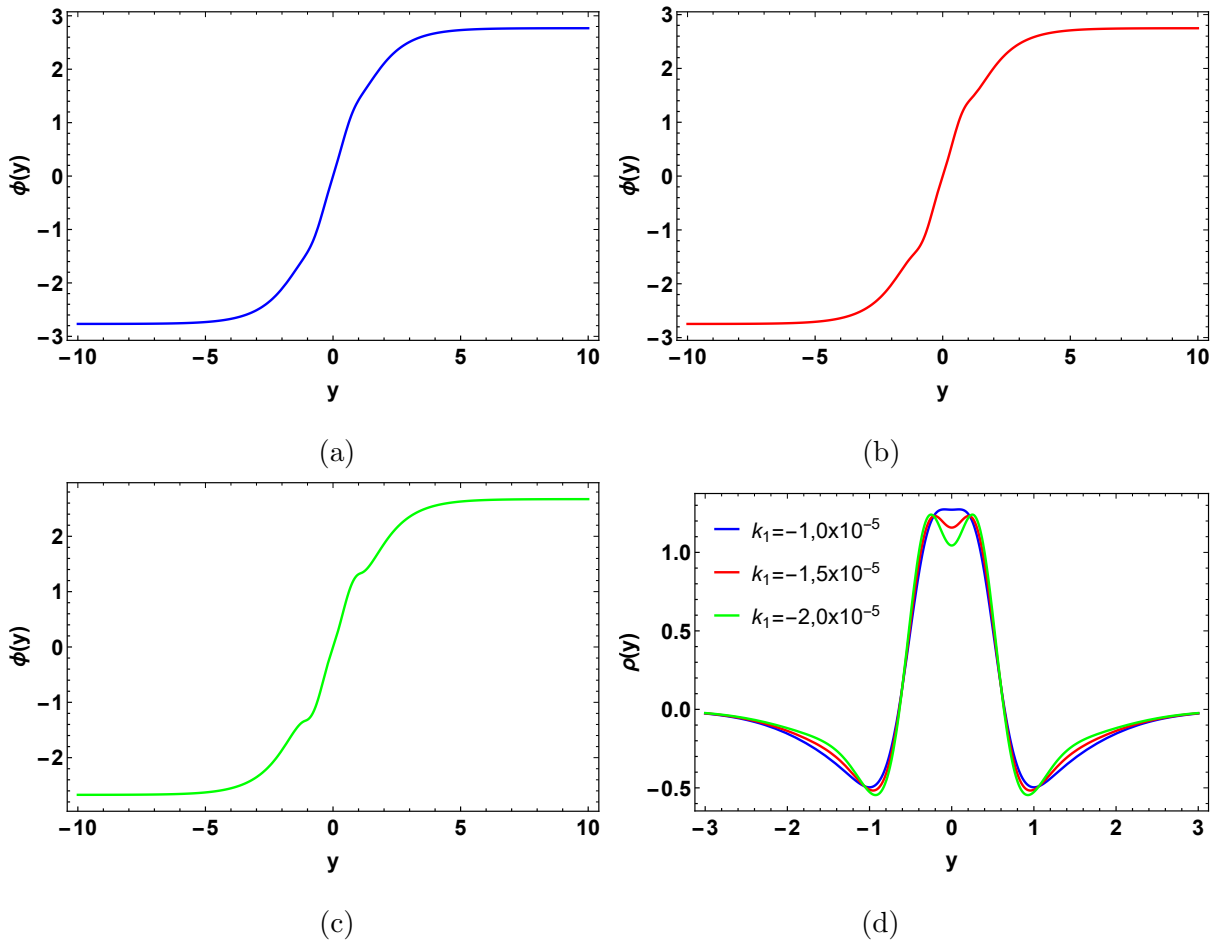 3
2
1
0
−1
−2
−3
ϕ(y)
−10 −5 0 5 10
y
(a)
3
2
1
0
−1
−2
−3
ϕ(y)
−10 −5 0 5 10
y
(b)
2
1
0
−1
−2
ϕ(y)
−10 −5 0 5 10
y
(c)
1.0
0.5
0.0
−0.5
ρ(y)
k₁=−1,0x10⁻⁵
k₁=−1,5x10⁻⁵
k₁=−2,0x10⁻⁵
−3 −2 −1 0 1 2 3
y
(d)